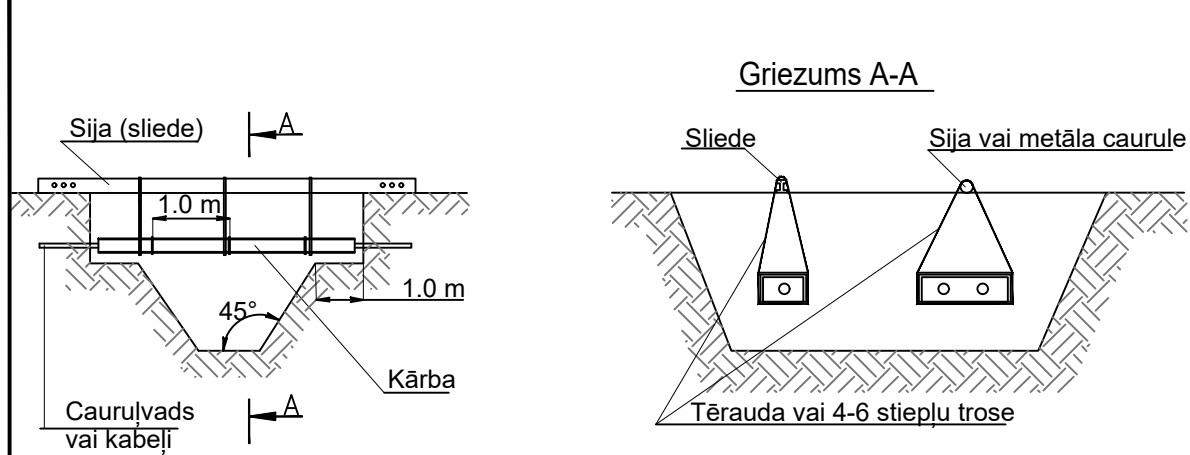 Griezums A-A
Sija (sliede)
A
Sliede
Sija vai metāla caurule
1.0 m
1.0 m
45°
Kārba
A
Cauruļvads
vai kabeļi
Tērauda vai 4-6 stiepļu trose